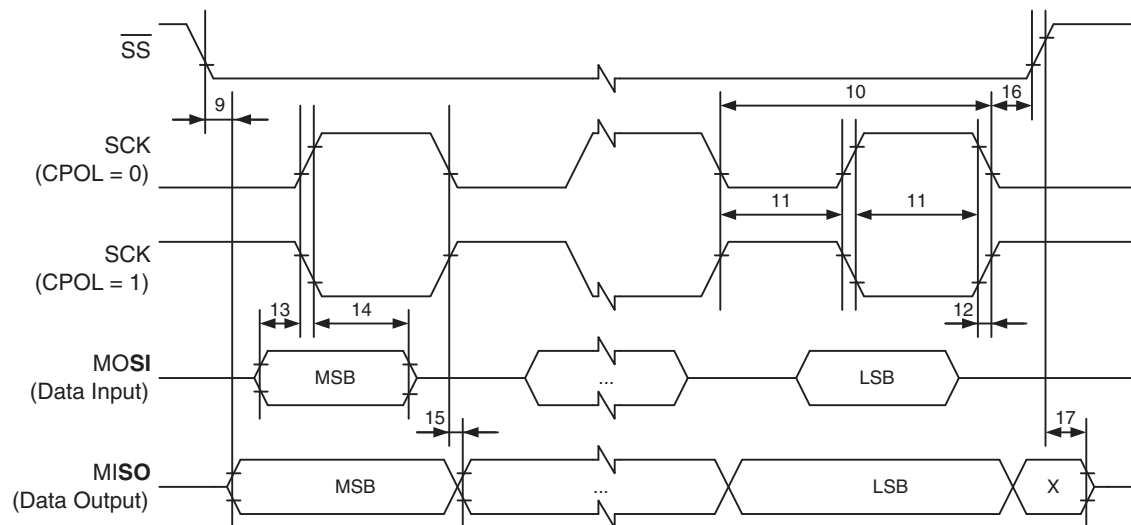 SS
10
16
9
SCK
(CPOL = 0)
11
11
SCK
(CPOL = 1)
13
14
12
MOSI
(Data Input)
MSB
...
LSB
15
17
MISO
(Data Output)
MSB
...
LSB
X